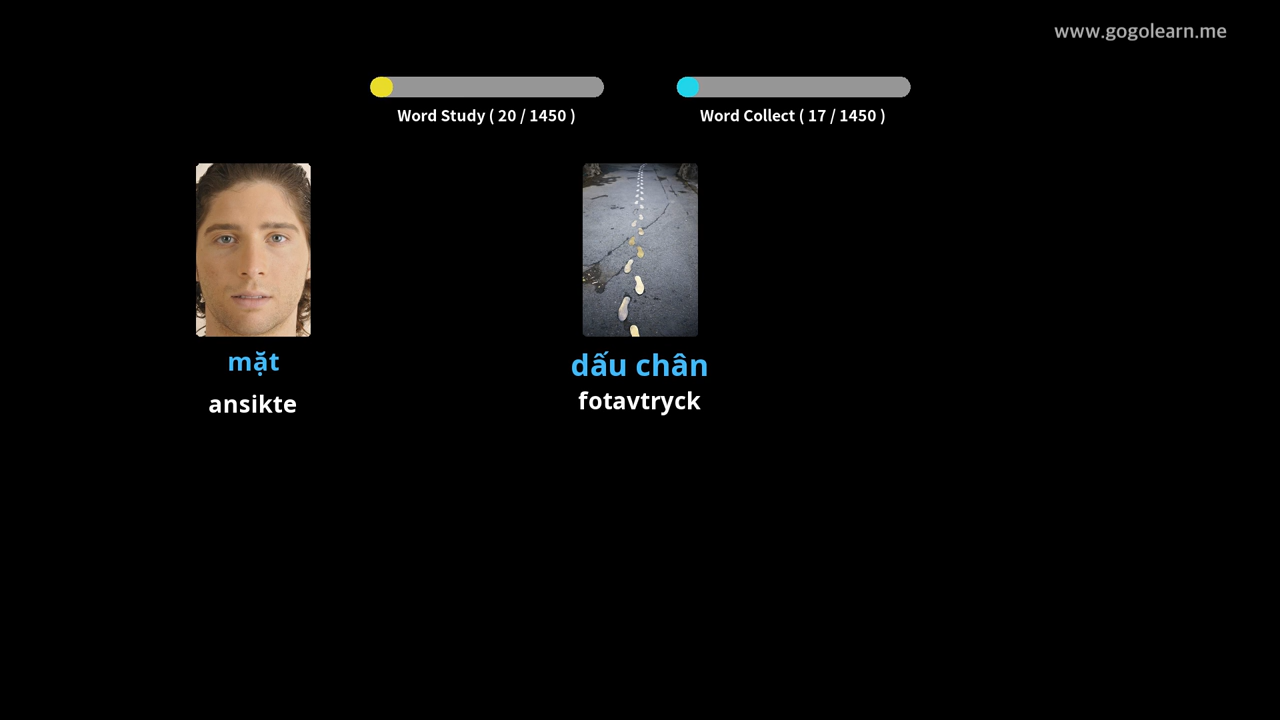 www.gogolearn.me
Word Study ( 20 / 1450 )
Word Collect ( 17 / 1450 )
mặt
ansikte
dấu chân
fotavtryck